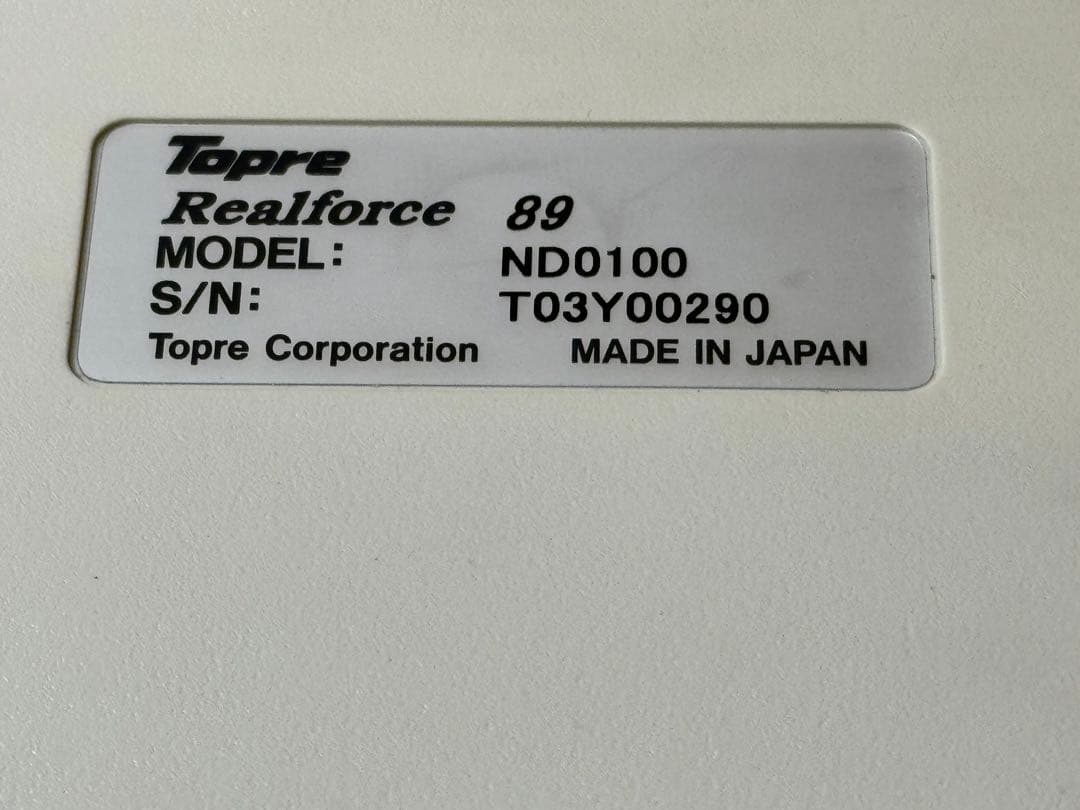 Topre
Realforce 89
MODEL: ND0100
S/N: T03Y00290
Topre Corporation MADE IN JAPAN